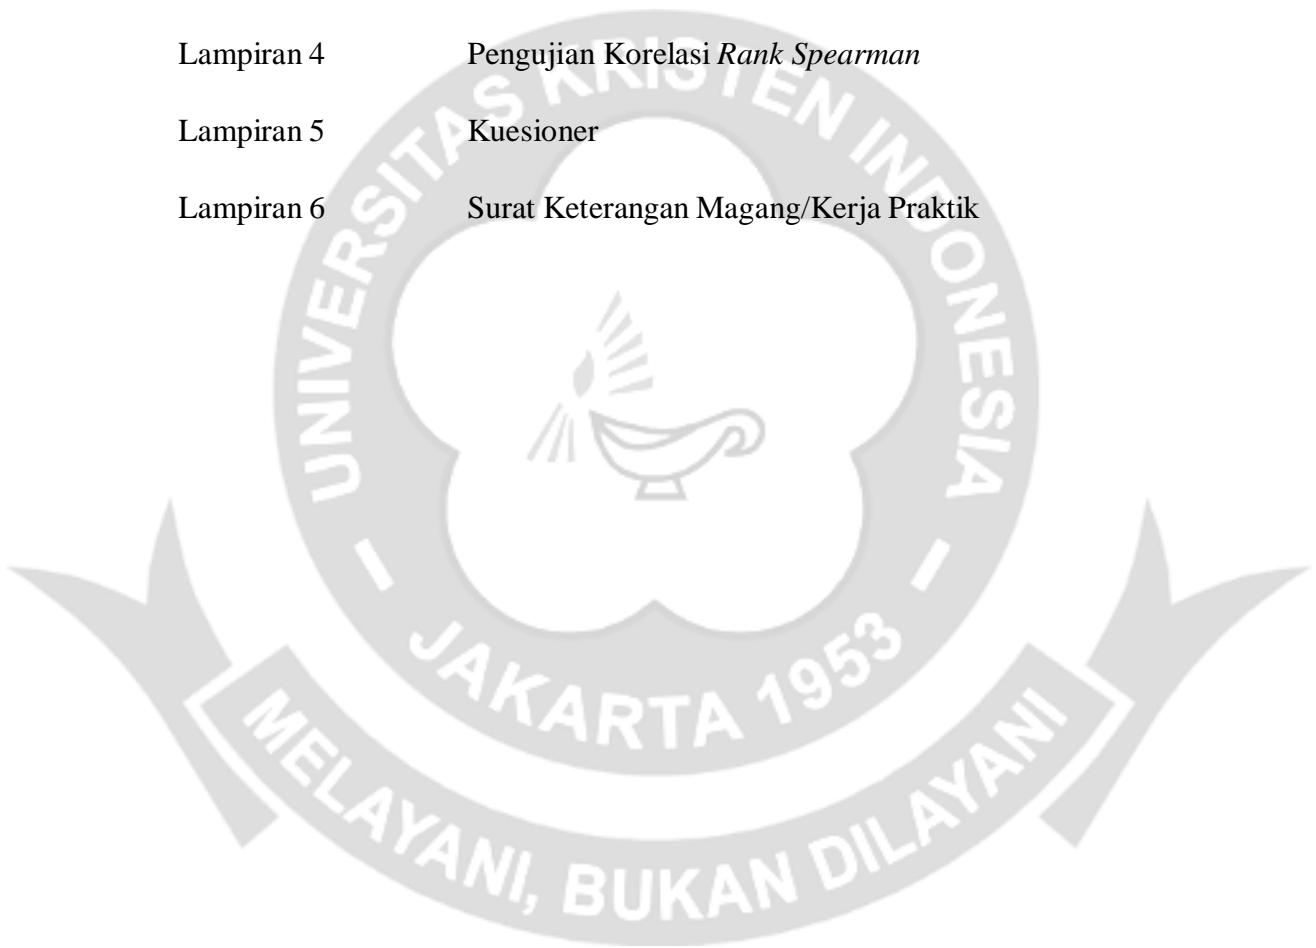 Lampiran 4 Pengujian Korelasi Rank Spearman
Lampiran 5 Kuesioner
Lampiran 6 Surat Keterangan Magang/Kerja Praktik
UNIVERSITAS KRISTEN INDONESIA
JAKARTA 1953
MELAYANI, BUKAN DILAYANI